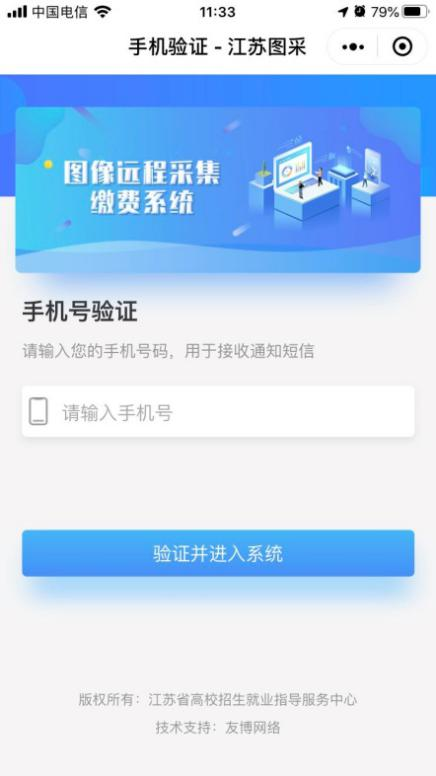 中国电信
11:33
79%
手机验证 - 江苏图采
图像远程采集
缴费系统
手机号验证
请输入您的手机号码，用于接收通知短信
请输入手机号
验证并进入系统
版权所有：江苏省高校招生就业指导服务中心
技术支持：友博网络